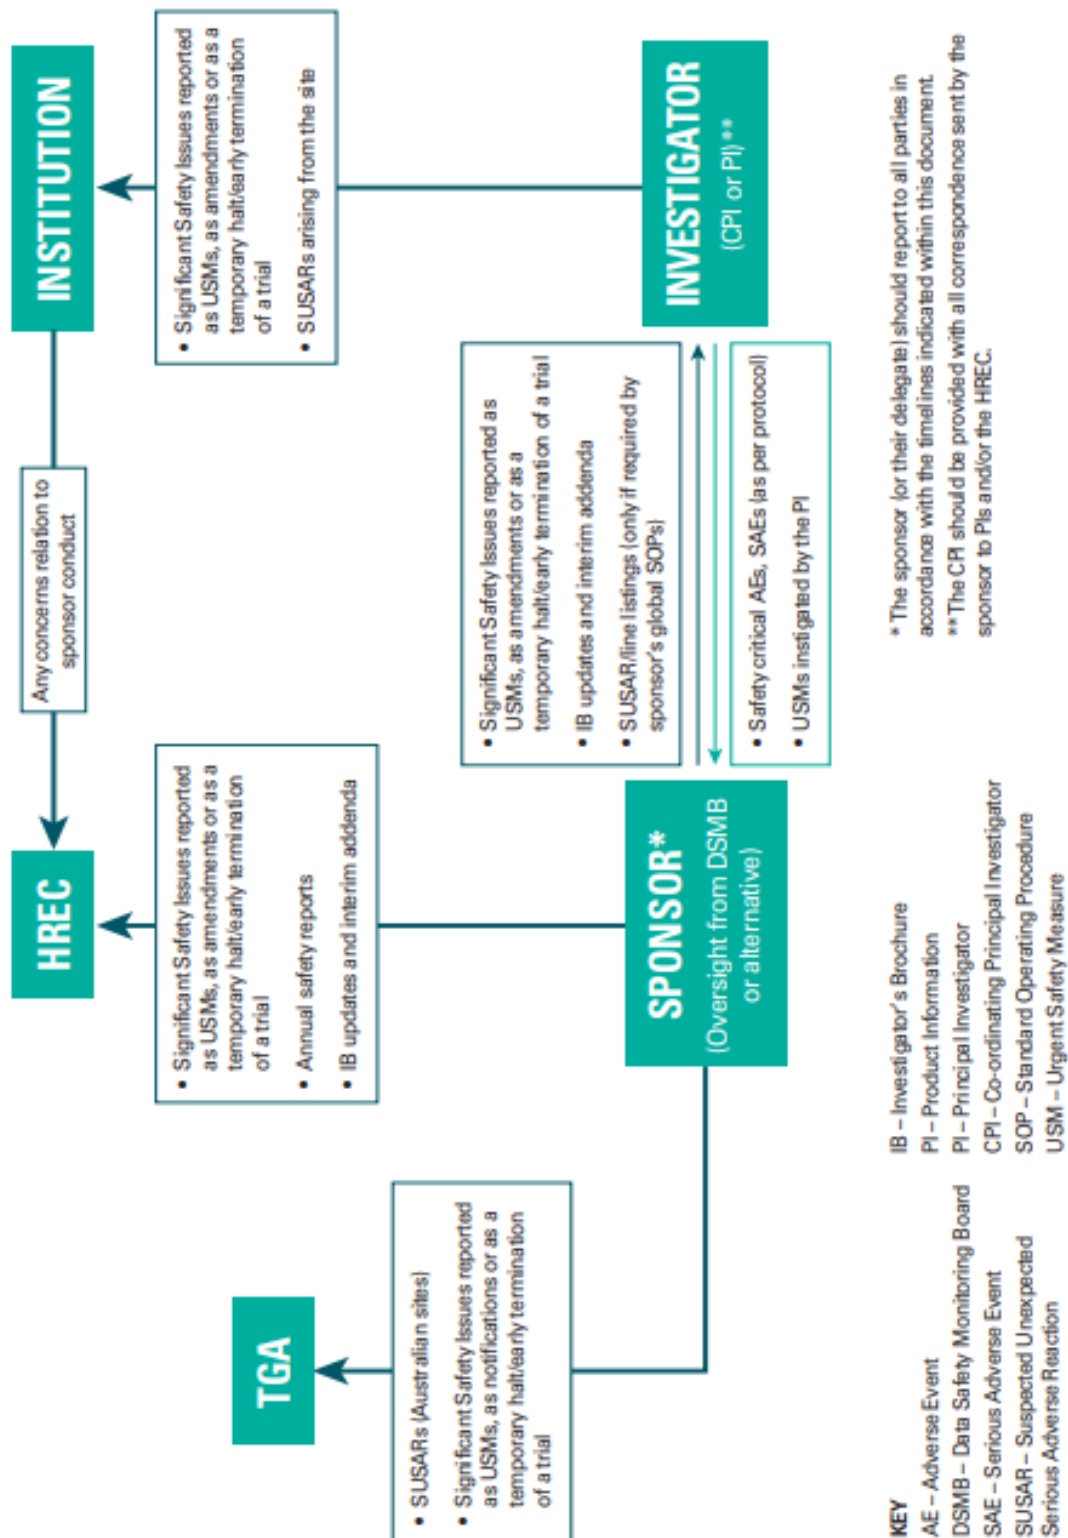 TGA
HREC
INSTITUTION
Any concerns relation to
sponsor conduct
• SUSARs (Australian sites)
• Significant Safety Issues reported
as USMs, as notifications or as a
temporary halt/early termination
of a trial
• Significant Safety Issues reported
as USMs, as amendments or as a
temporary halt/early termination
of a trial
• Annual safety reports
• IB updates and interim addenda
• Significant Safety Issues reported
as USMs, as amendments or as a
temporary halt/early termination
of a trial
• SUSARs arising from the site
SPONSOR*
(Oversight from DSMB
or alternative)
• Significant Safety Issues reported as
USMs, as amendments or as a
temporary halt/early termination of a trial
• IB updates and interim addenda
• SUSAR/line listings (only if required by
sponsor's global SOPs)
• Safety critical AEs, SAEs (as per protocol)
• USMs instigated by the PI
INVESTIGATOR
(CPI or PI)**
KEY
AE – Adverse Event
DSMB – Data Safety Monitoring Board
SAE – Serious Adverse Event
SUSAR – Suspected Unexpected
Serious Adverse Reaction
IB – Investigator's Brochure
PI – Product Information
PI – Principal Investigator
CPI – Co-ordinating Principal Investigator
SOP – Standard Operating Procedure
USM – Urgent Safety Measure
* The sponsor (or their delegate) should report to all parties in
accordance with the timelines indicated within this document.
**The CPI should be provided with all correspondence sent by the
sponsor to PIs and/or the HREC.